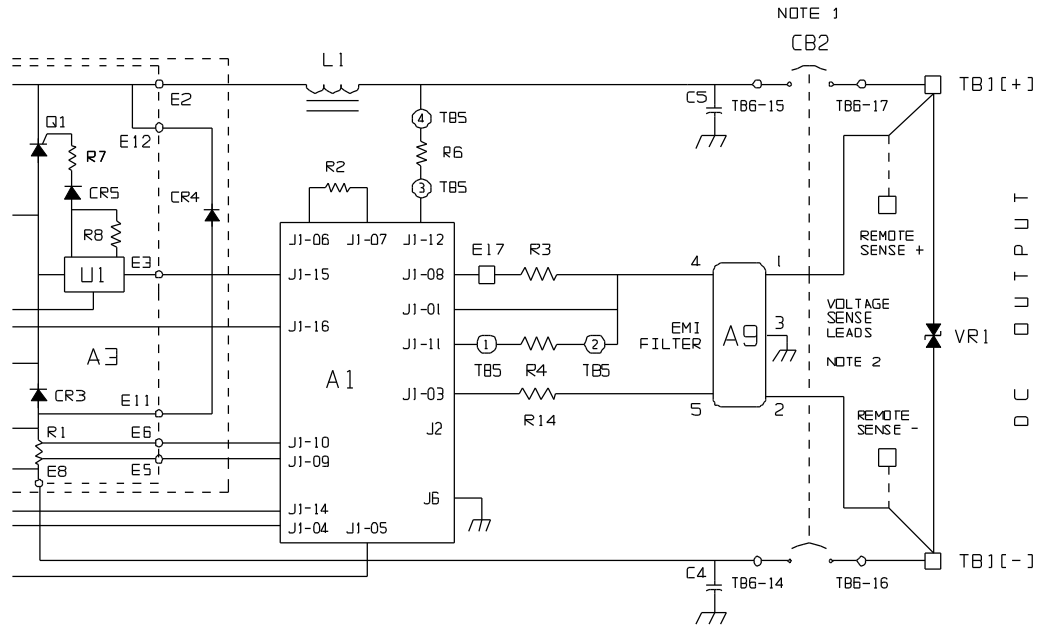 NOTE 1
CB2
L1
E2
C5
TB6-15
TB6-17
TB1[+]
Q1
4
TB5
E12
R7
R6
R2
CR5
CR4
3
TB5
R8
J1-06
J1-07
J1-12
E17
R3
REMOTE
SENSE +
U1
E3
J1-15
J1-08
4
1
J1-01
VOLTAGE
SENSE
LEADS
NOTE 2
J1-16
3
EMI
FILTER
A9
VR1
J1-11
1
2
TB5
R4
TB5
A3
A1
CR3
J1-03
R14
5
2
E11
REMOTE
SENSE -
R1
E6
J1-10
J2
J1-09
E8
E5
J6
J1-14
J1-04
J1-05
C4
TB6-14
TB6-16
TB1[-]
DC OUTPUT